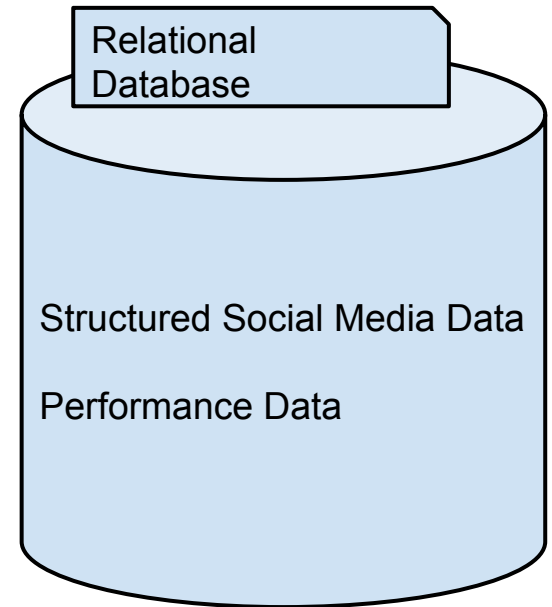 Relational
Database
Structured Social Media Data
Performance Data